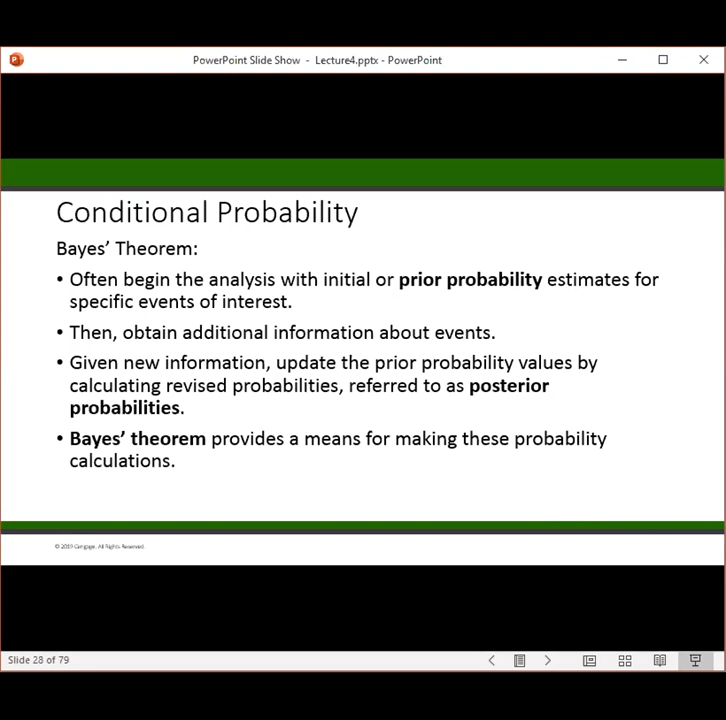 PowerPoint Slide Show - Lecture4.pptx - PowerPoint
Conditional Probability
Bayes’ Theorem:
• Often begin the analysis with initial or prior probability estimates for
specific events of interest.
• Then, obtain additional information about events.
• Given new information, update the prior probability values by
calculating revised probabilities, referred to as posterior
probabilities.
• Bayes’ theorem provides a means for making these probability
calculations.
© 2019 Cengage. All Rights Reserved.
Slide 28 of 79